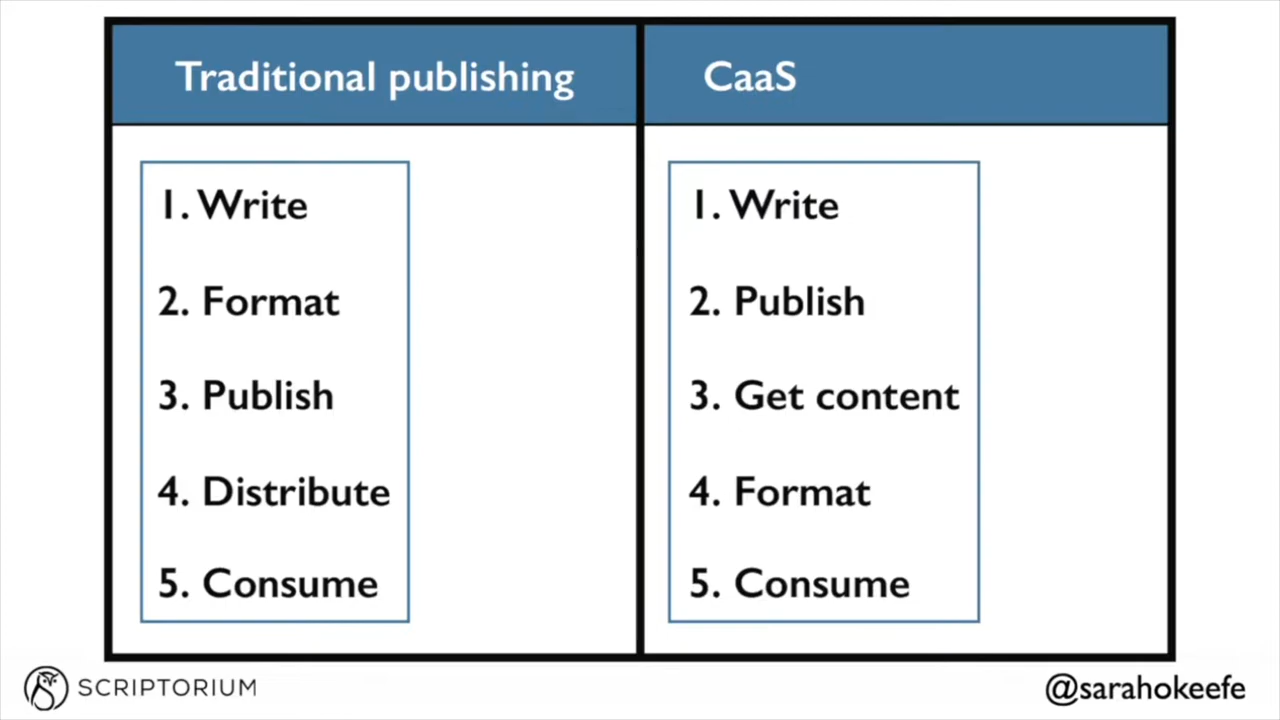 Traditional publishing
1. Write
2. Format
3. Publish
4. Distribute
5. Consume
CaaS
1. Write
2. Publish
3. Get content
4. Format
5. Consume
SCRIPTORIUM
@sarahokeefe